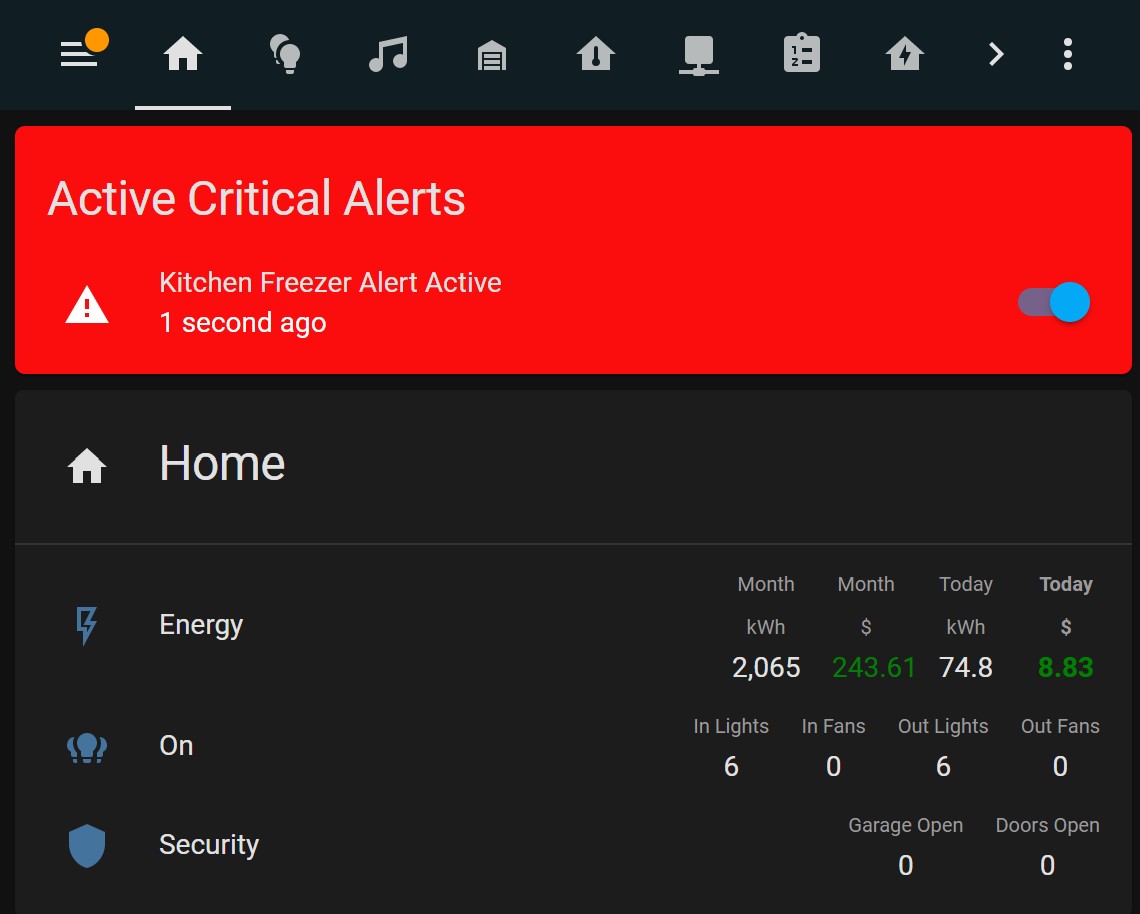 1
2
Active Critical Alerts
Kitchen Freezer Alert Active
1 second ago
Home
Month Month Today Today
kWh $ kWh $
Energy
2,065 243.61 74.8 8.83
In Lights In Fans Out Lights Out Fans
On
6 0 6 0
Garage Open Doors Open
Security
0 0